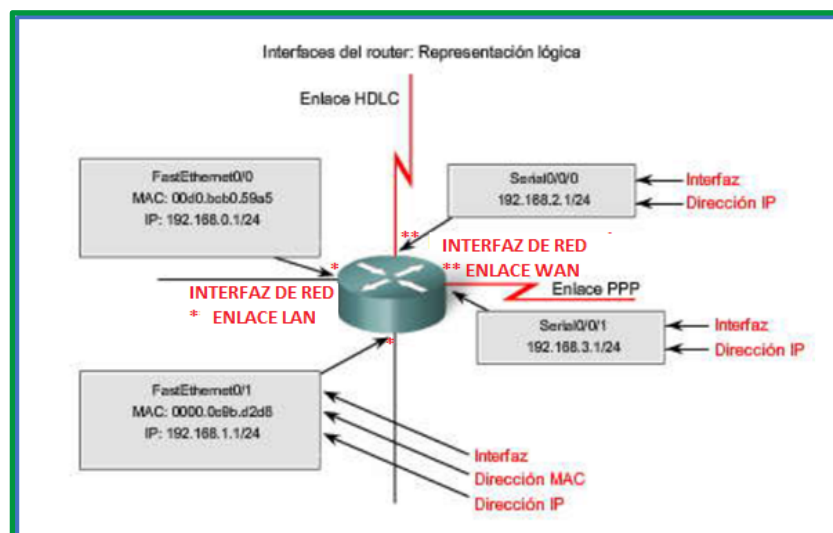 Interfaces del router: Representación lógica
Enlace HDLC
FastEthernet0/0
MAC: 00d0.bcb0.59a5
IP: 192.168.0.1/24
Serial0/0/0
192.168.2.1/24
Interfaz
Dirección IP
**
INTERFAZ DE RED
** ENLACE WAN
*
INTERFAZ DE RED
* ENLACE LAN
Enlace PPP
Serial0/0/1
192.168.3.1/24
Interfaz
Dirección IP
*
FastEthernet0/1
MAC: 0000.0c9b.d2d8
IP: 192.168.1.1/24
Interfaz
Dirección MAC
Dirección IP